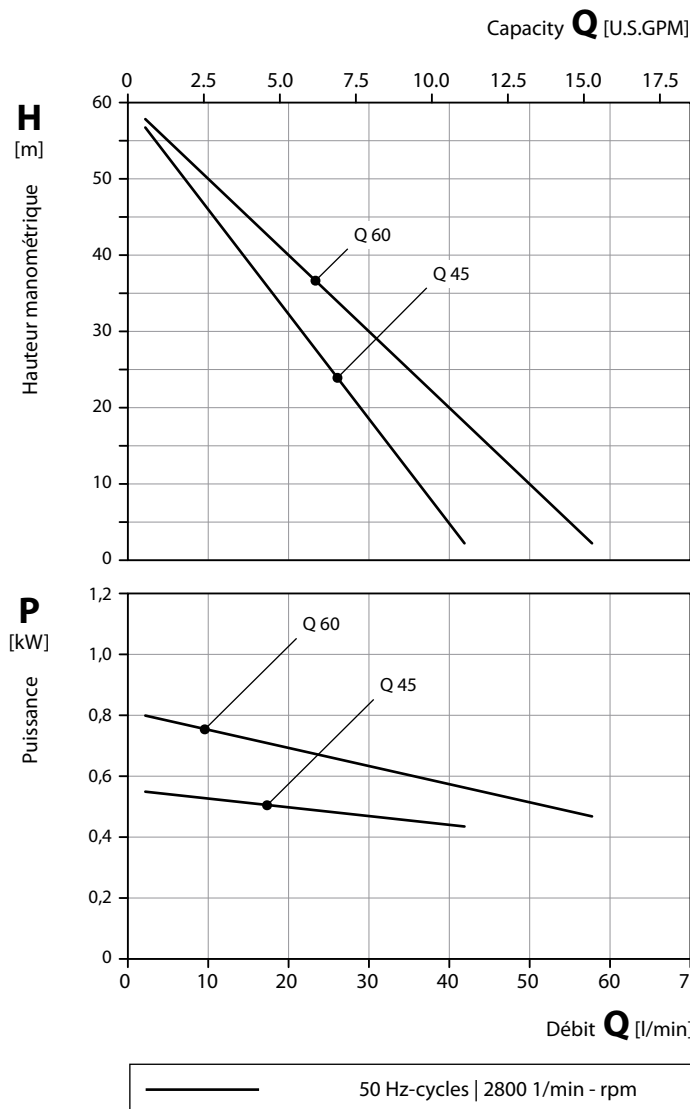 Capacity Q [U.S.GPM]
0 2.5 5.0 7.5 10.0 12.5 15.0 17.5
H
[m]
Hauteur manométrique
60
50
40
30
20
10
0
Q 60
Q 45
P
[kW]
Puissance
1,2
1,0
0,8
0,6
0,4
0,2
0
Q 60
Q 45
0 10 20 30 40 50 60 7
Débit Q [l/min]
50 Hz-cycles | 2800 1/min - rpm